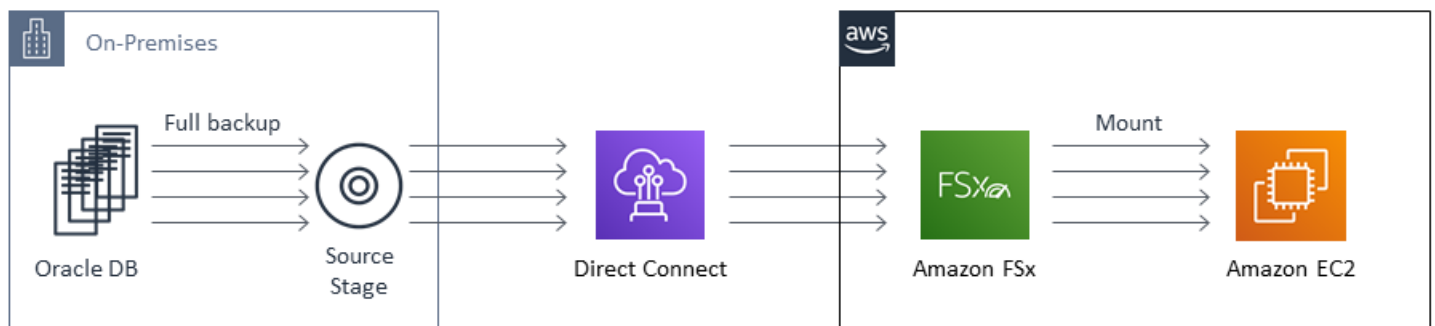 On-Premises
aws
Full backup
Mount
FSx
Oracle DB
Source
Stage
Direct Connect
Amazon FSx
Amazon EC2